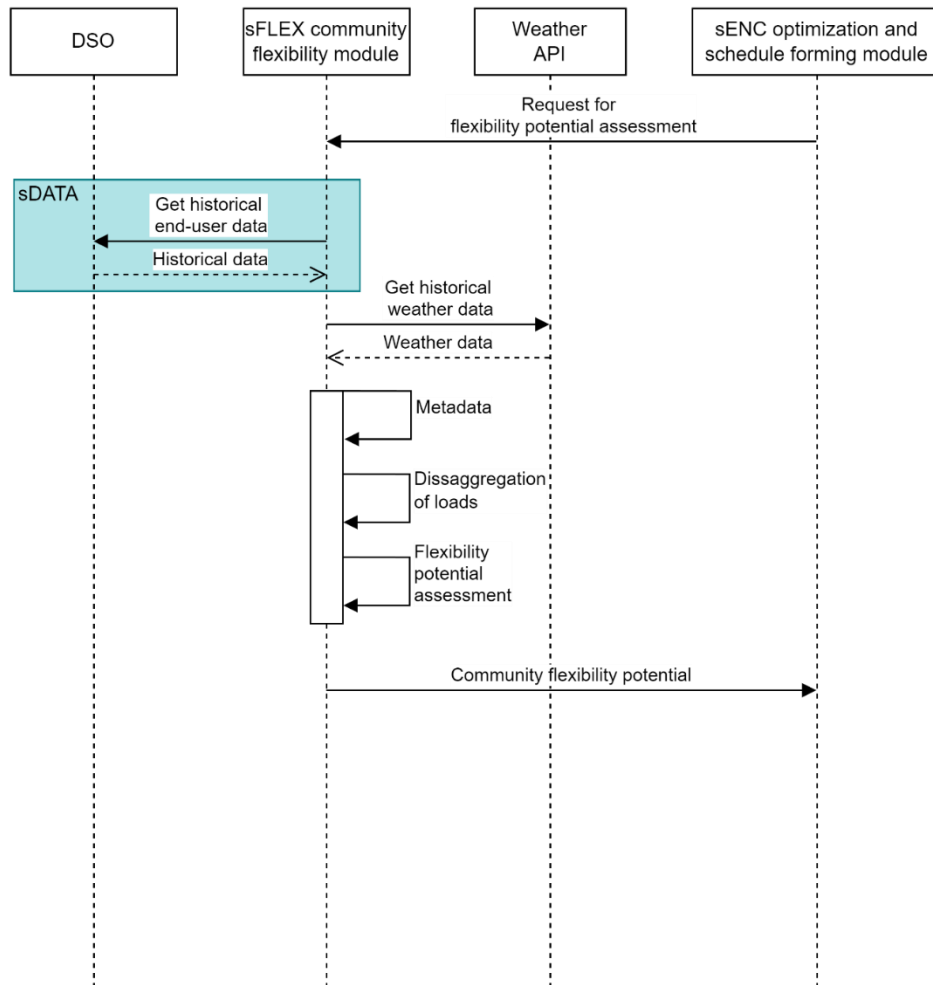 DSO
sFLEX community
flexibility module
Weather
API
sENC optimization and
schedule forming module
Request for
flexibility potential assessment
sDATA
Get historical
end-user data
Historical data
Get historical
weather data
Weather data
Metadata
Dissaggregation
of loads
Flexibility
potential
assessment
Community flexibility potential